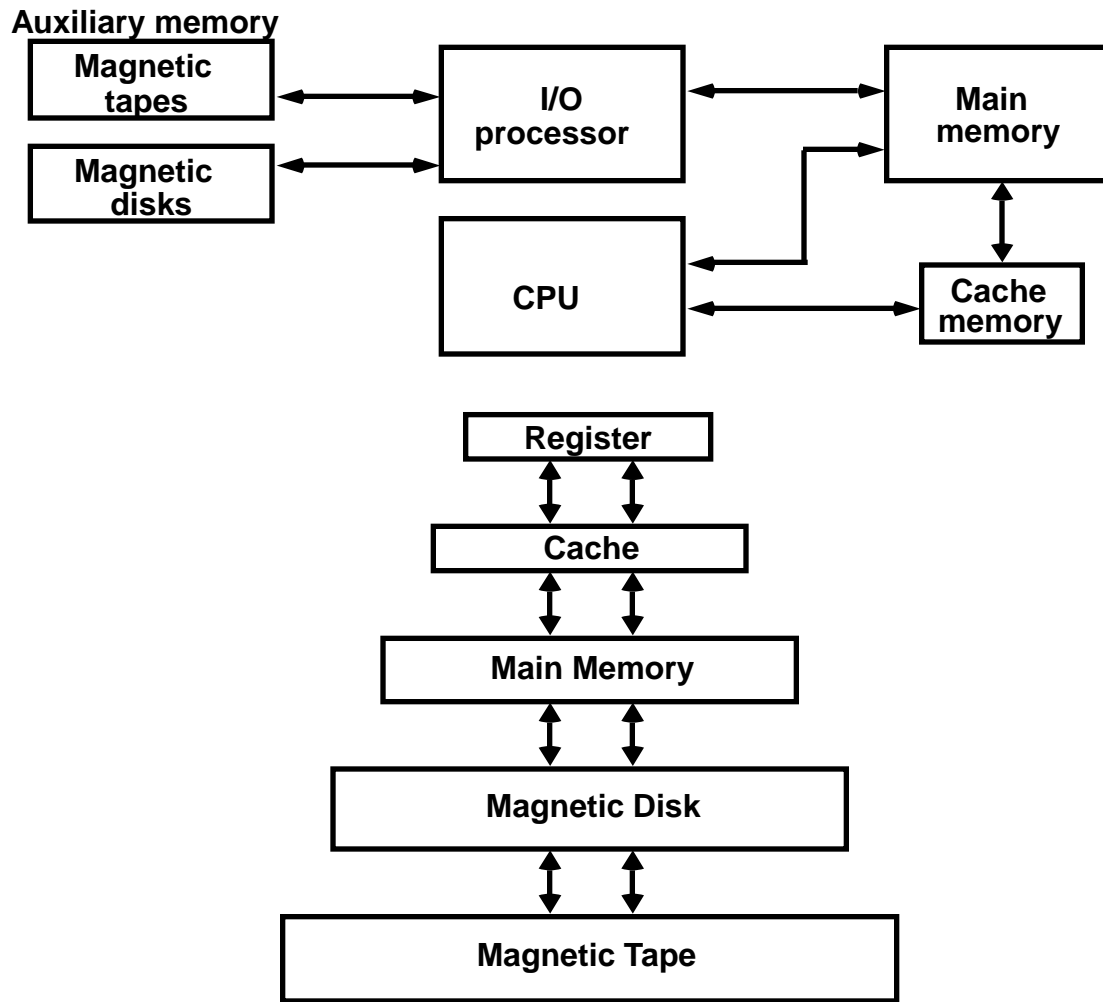 Auxiliary memory
Magnetic
tapes
I/O
processor
Main
memory
Magnetic
disks
CPU
Cache
memory
Register
Cache
Main Memory
Magnetic Disk
Magnetic Tape